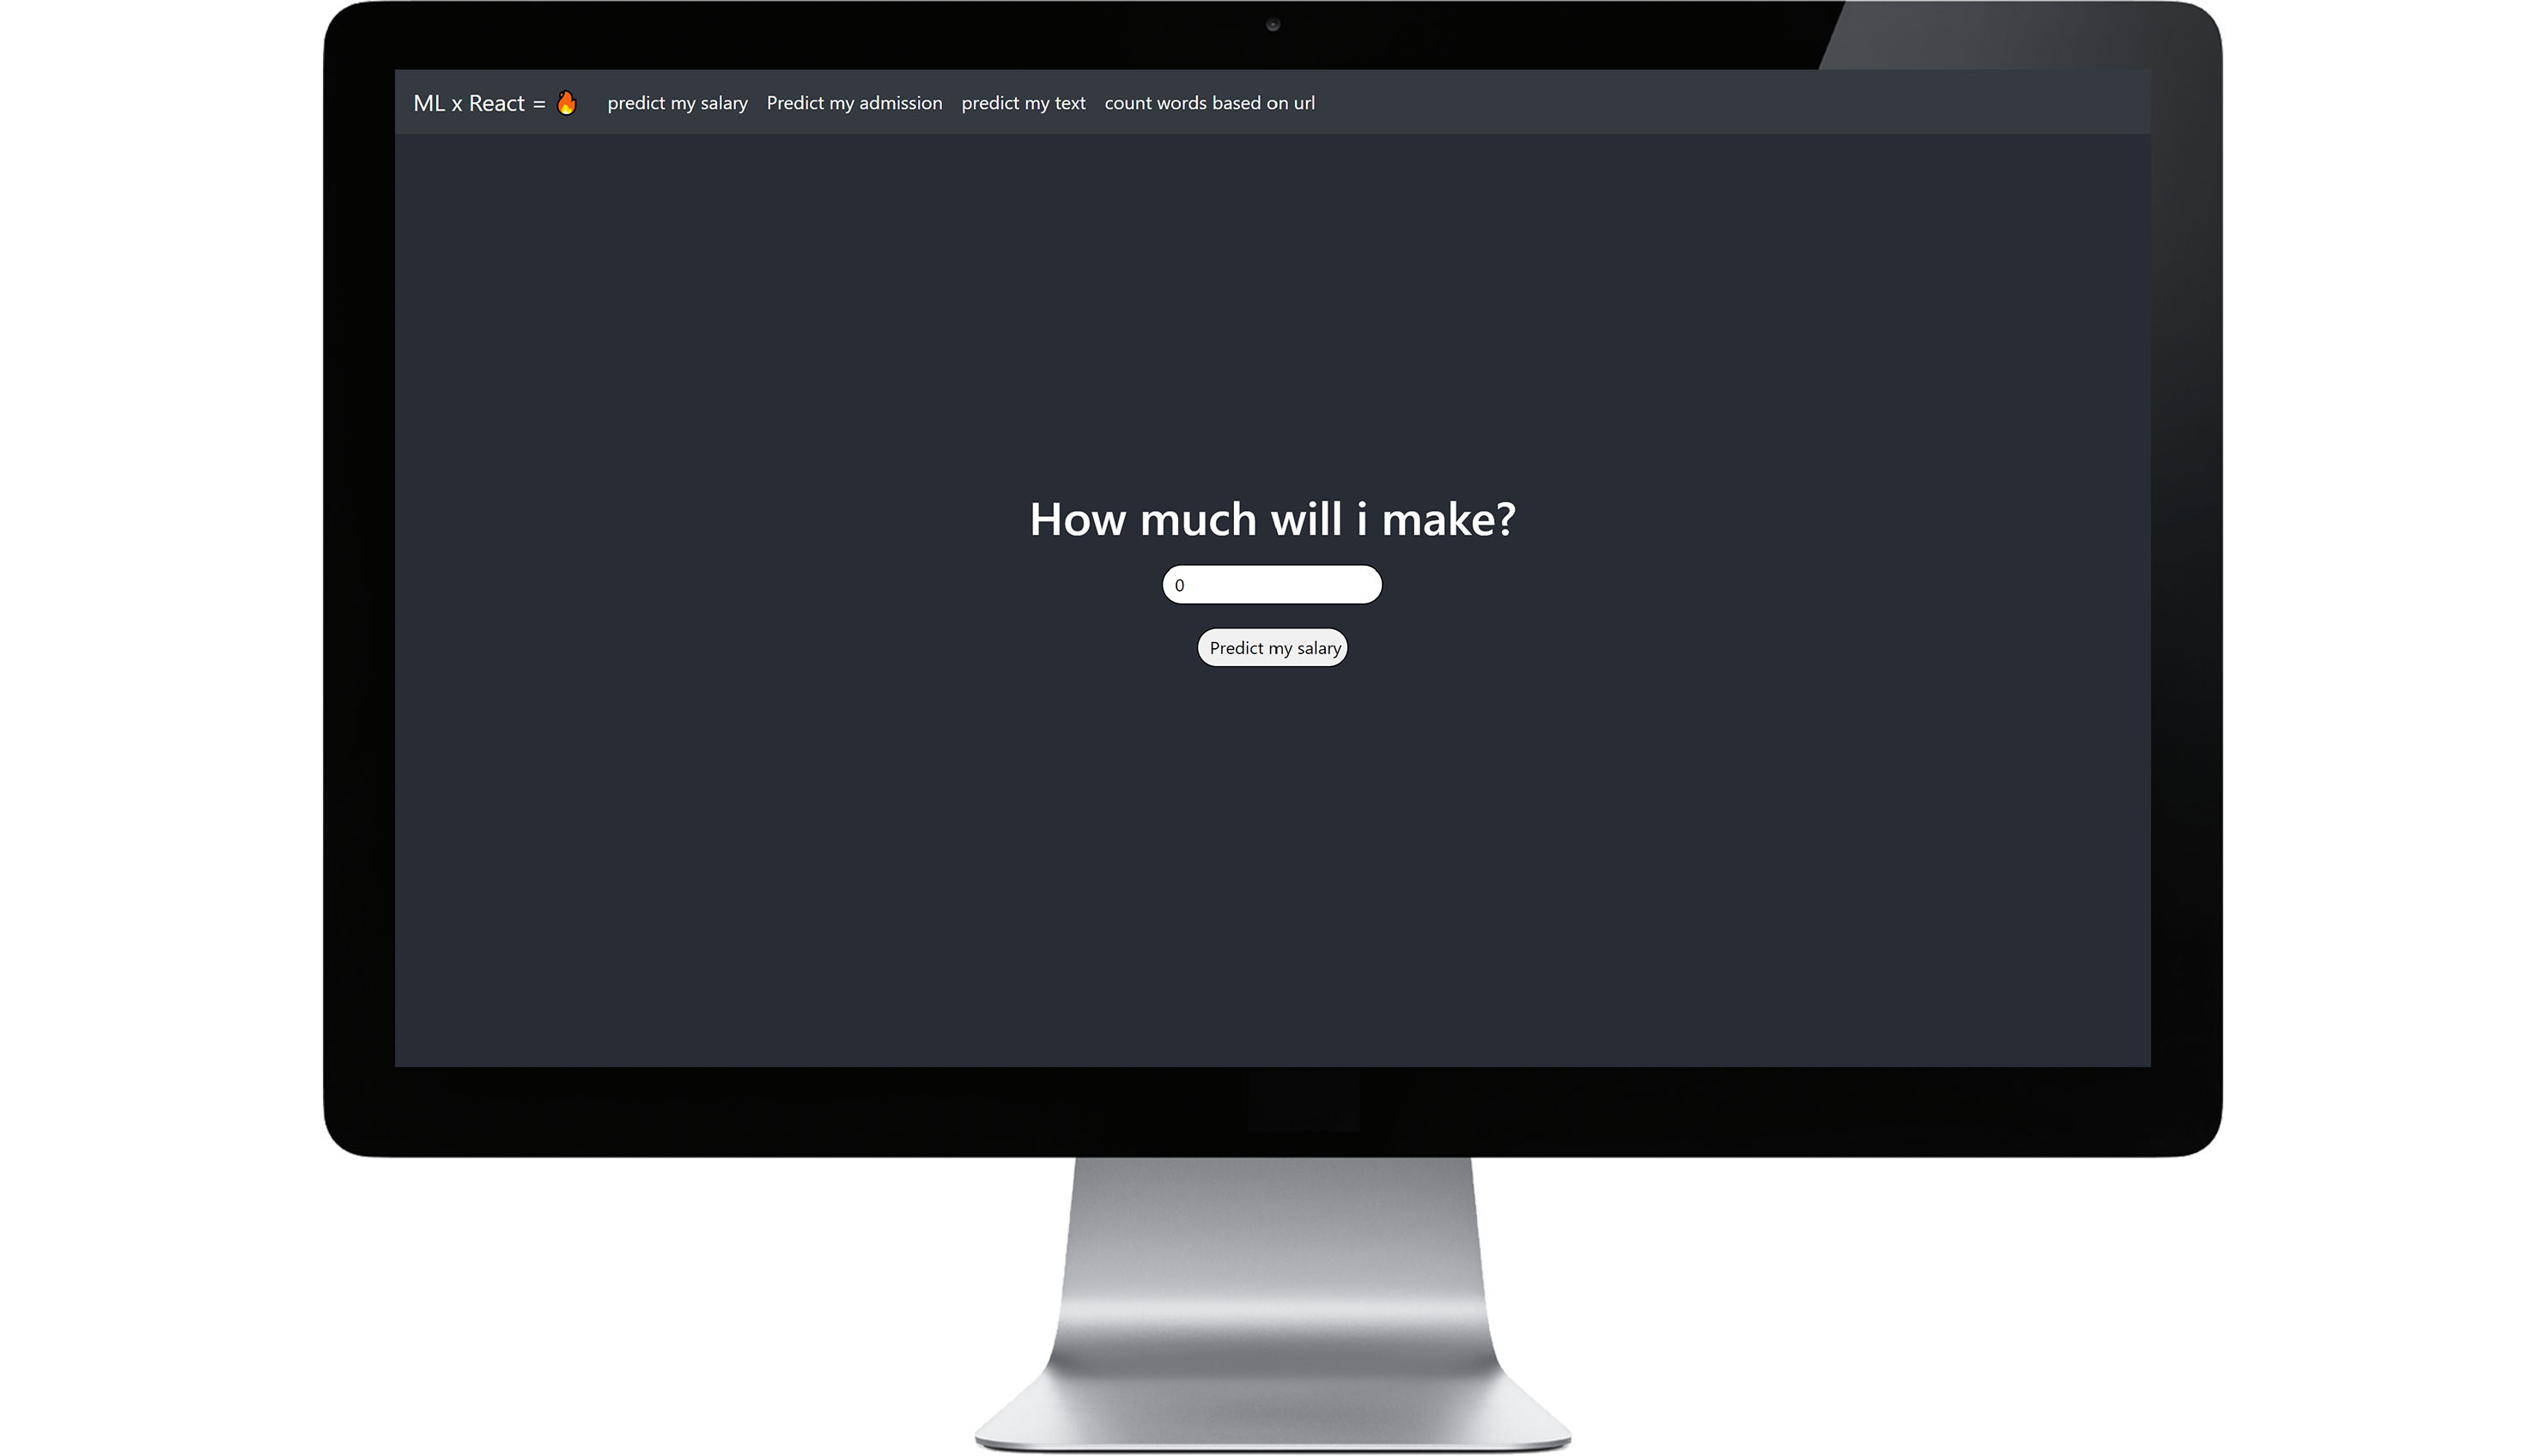 ML x React = 🔥 predict my salary Predict my admission predict my text count words based on url
How much will i make?
0
Predict my salary